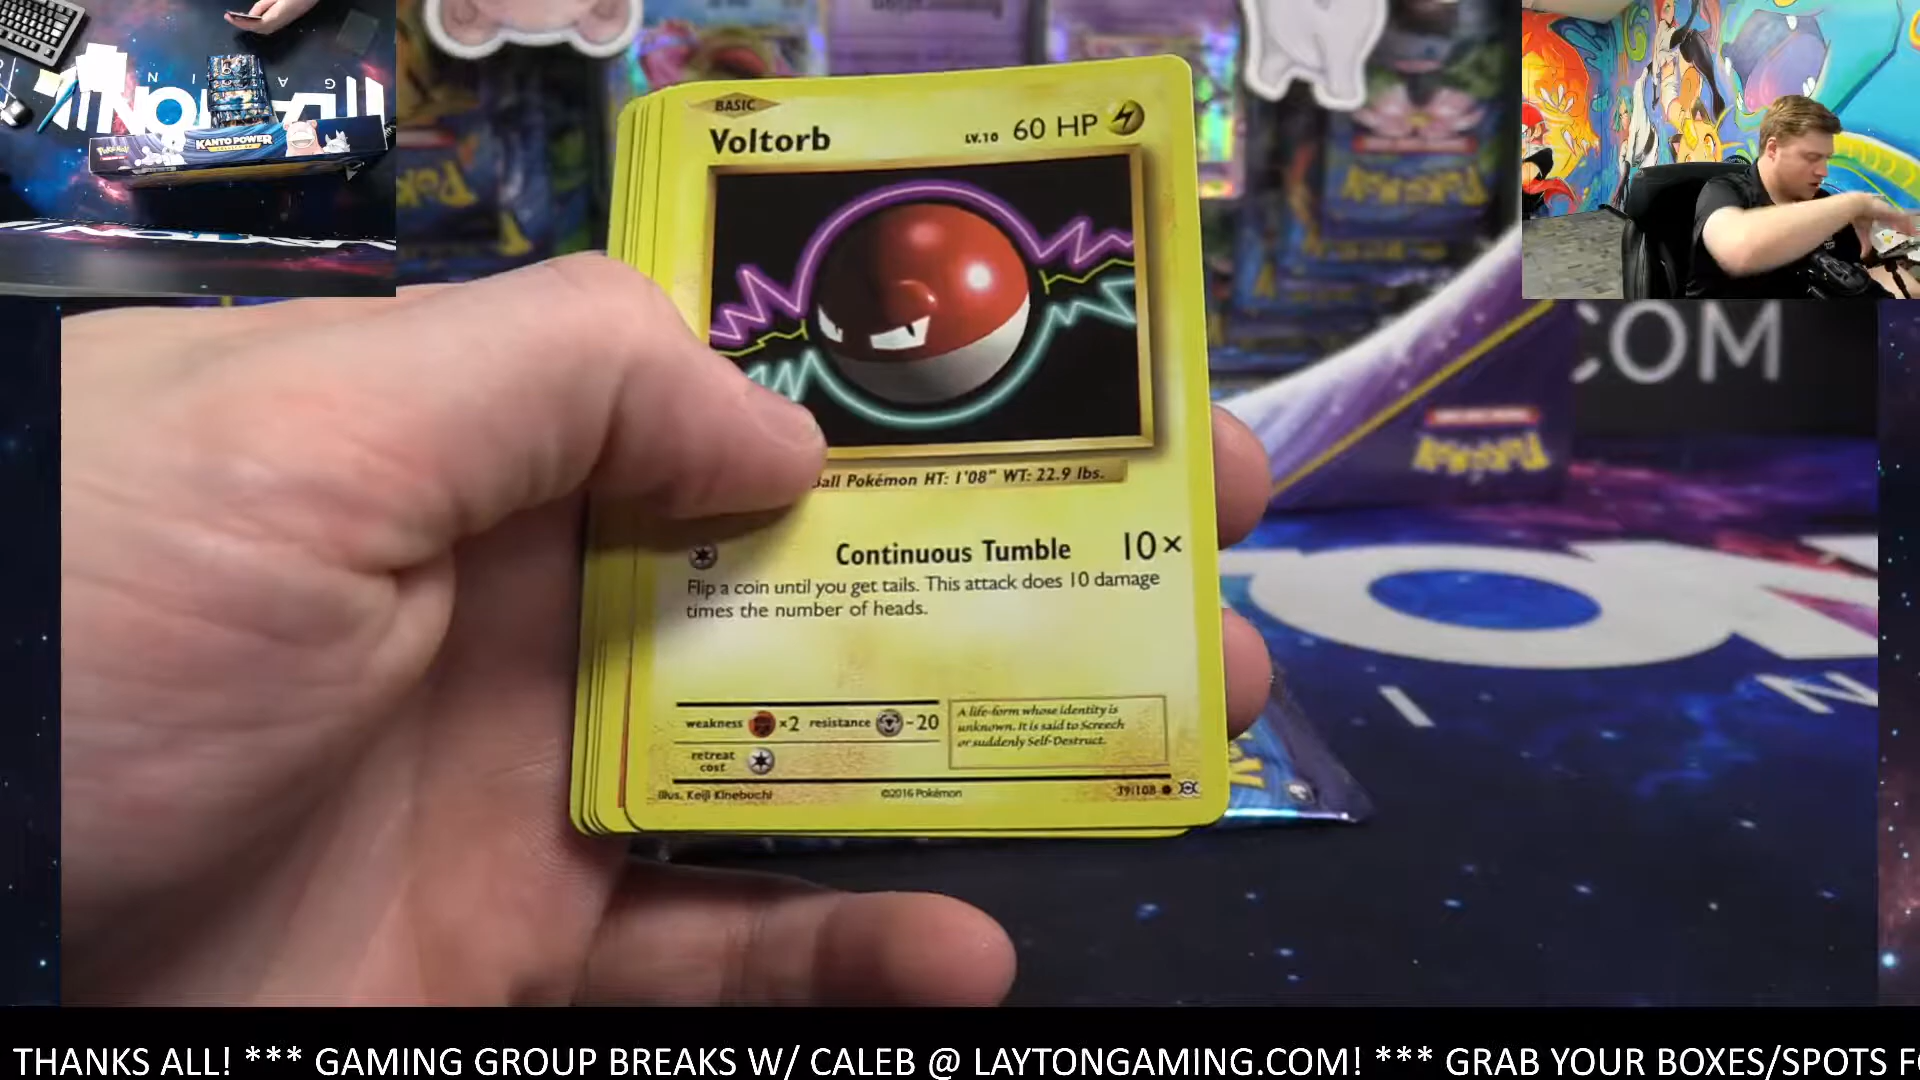 BASIC
Voltorb LV.10 60 HP
Ball Pokémon HT: 1'08" WT: 22.9 lbs.
Continuous Tumble 10×
Flip a coin until you get tails. This attack does 10 damage
times the number of heads.
weakness ×2 resistance -20
retreat
cost
A life-form whose identity is
unknown. It is said to Screech
or suddenly Self-Destruct.
Illus. Keiji Kinebuchi ©2016 Pokémon 39/108
KANTO POWER
POKéMON
POKéMON
POKéMON
COM
I N
THANKS ALL! *** GAMING GROUP BREAKS W/ CALEB @ LAYTONGAMING.COM! *** GRAB YOUR BOXES/SPOTS FO